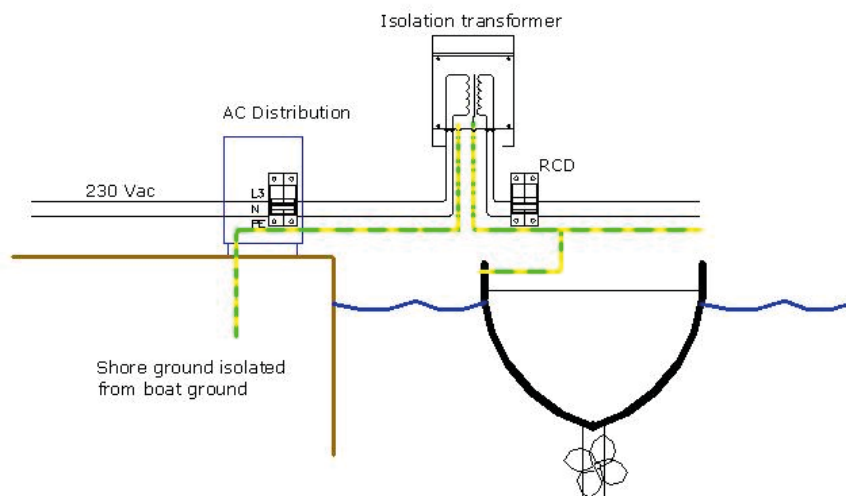 Isolation transformer
AC Distribution
RCD
230 Vac
L3
N
PE
Shore ground isolated
from boat ground